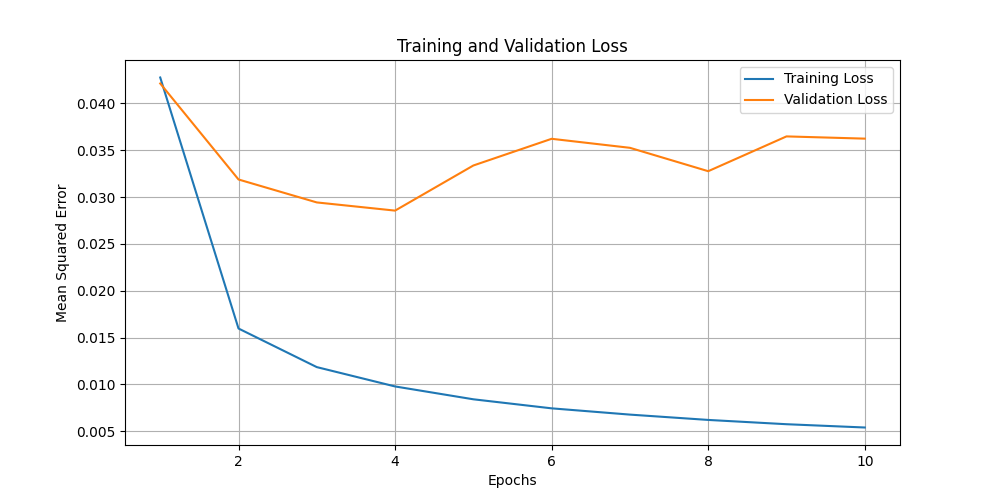 Training and Validation Loss
Training Loss
Validation Loss
Mean Squared Error
0.040
0.035
0.030
0.025
0.020
0.015
0.010
0.005
2 4 6 8 10
Epochs